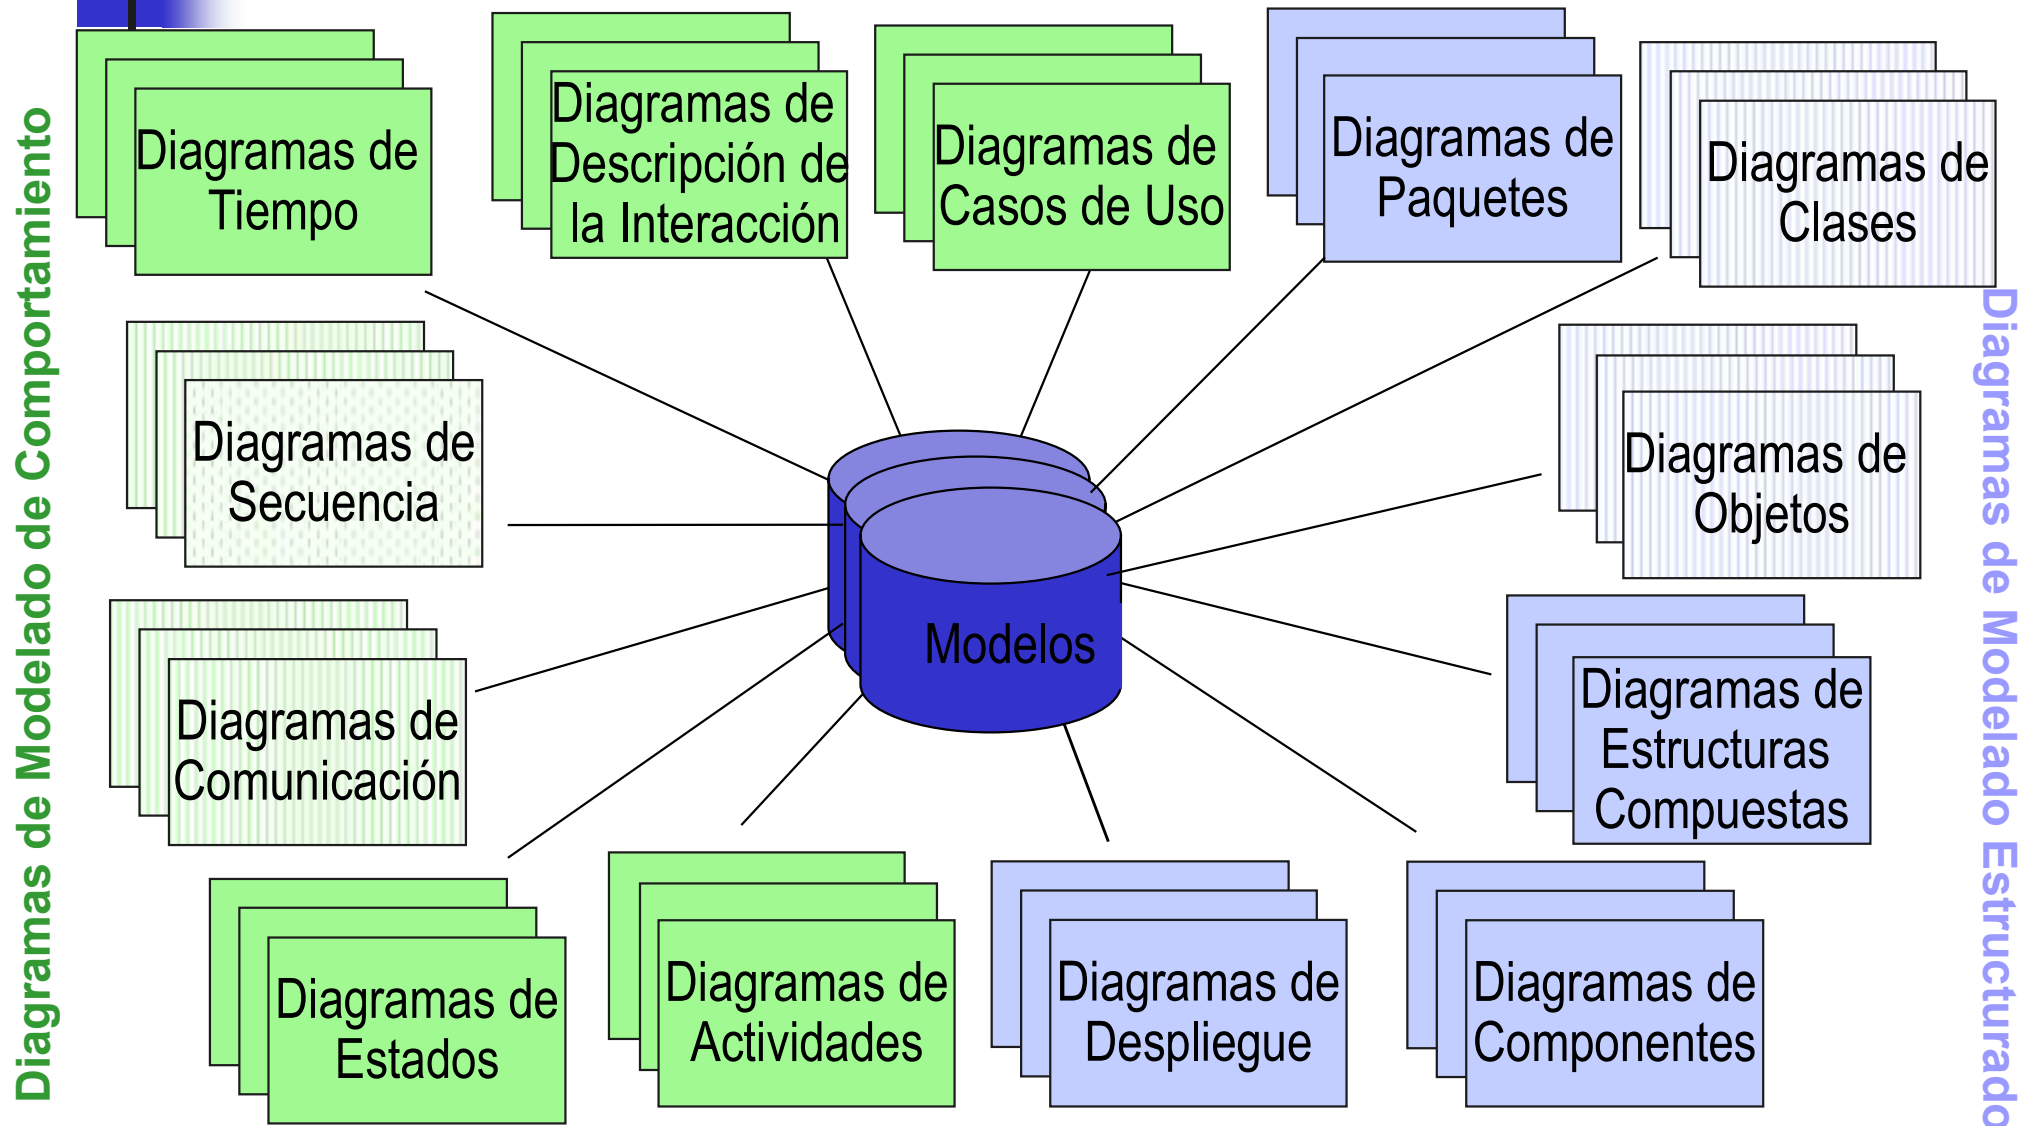 Diagramas de Modelado de Comportamiento
Diagramas de
Tiempo
Diagramas de
Descripción de
la Interacción
Diagramas de
Casos de Uso
Diagramas de
Paquetes
Diagramas de
Clases
Diagramas de
Secuencia
Diagramas de
Objetos
Modelos
Diagramas de
Comunicación
Diagramas de
Estructuras
Compuestas
Diagramas de
Estados
Diagramas de
Actividades
Diagramas de
Despliegue
Diagramas de
Componentes
Diagramas de Modelado Estructurado